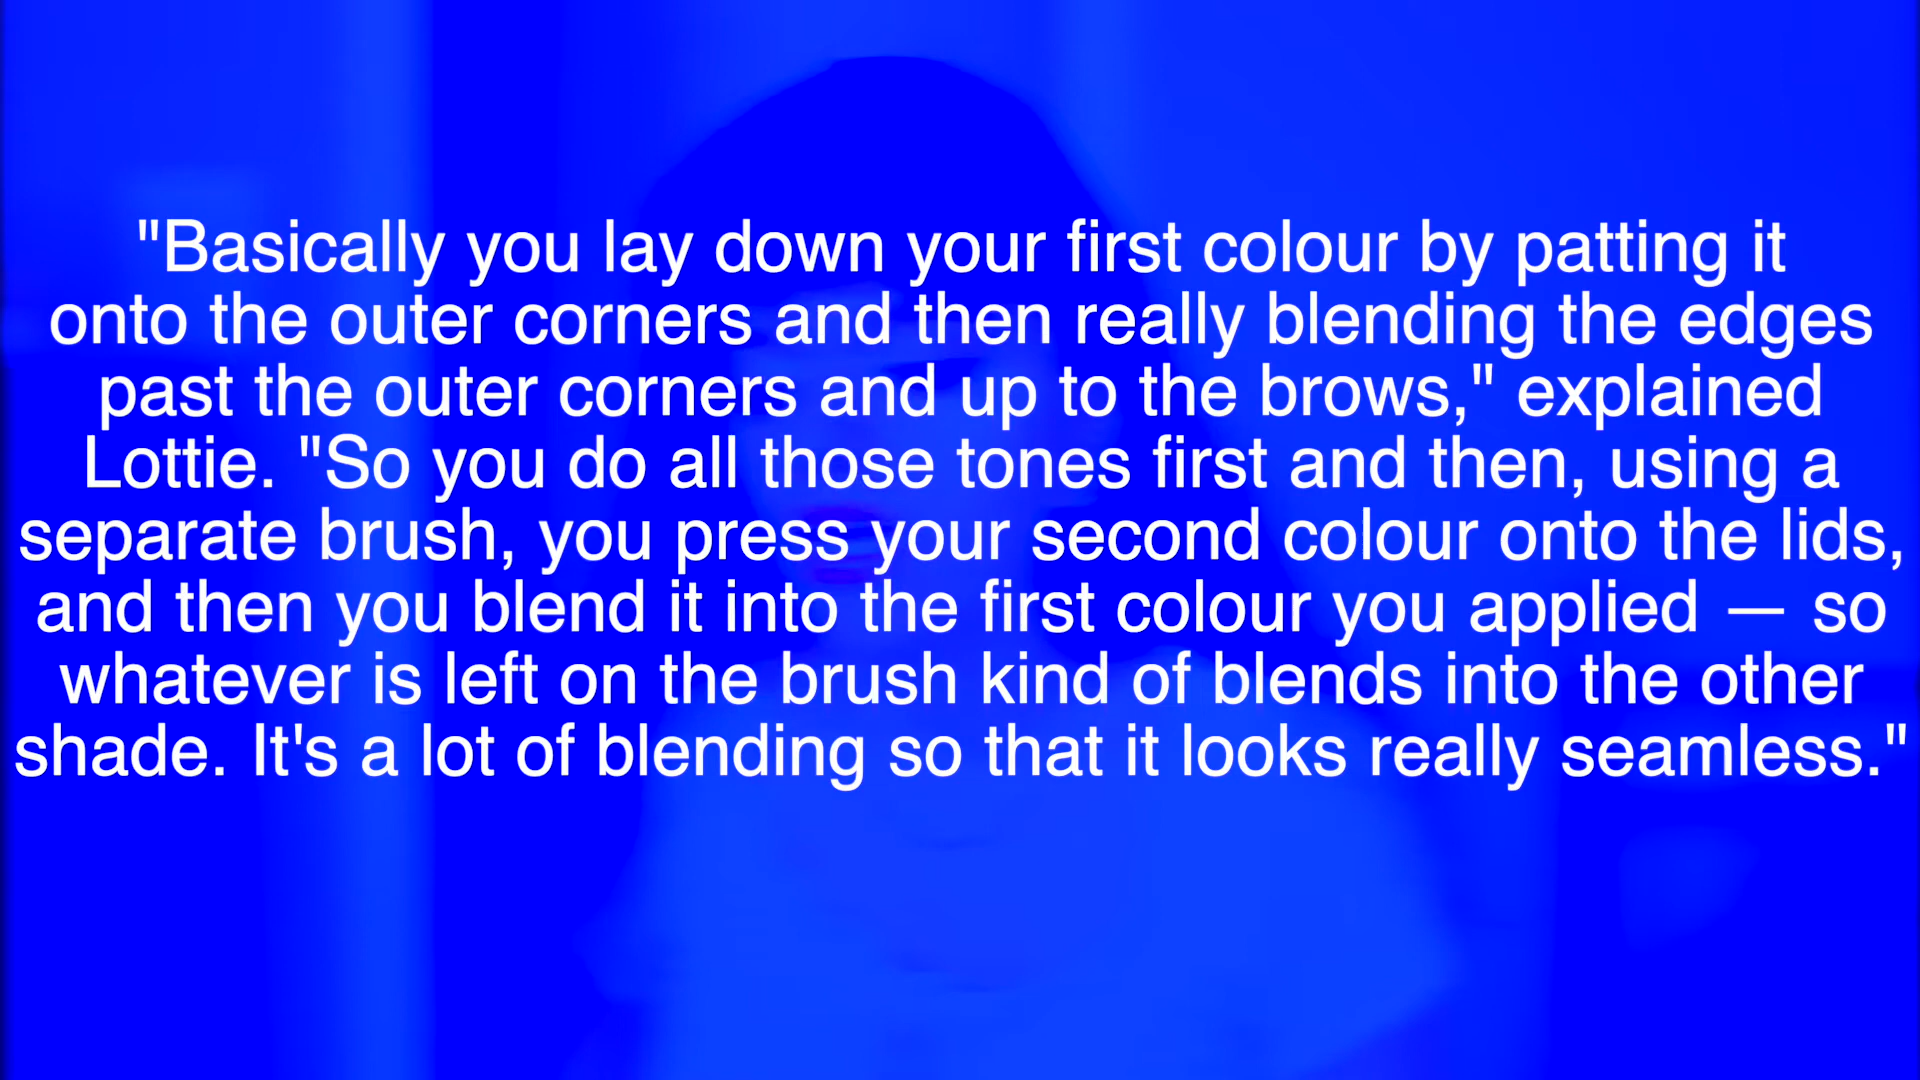 "Basically you lay down your first colour by patting it
onto the outer corners and then really blending the edges
past the outer corners and up to the brows," explained
Lottie. "So you do all those tones first and then, using a
separate brush, you press your second colour onto the lids,
and then you blend it into the first colour you applied — so
whatever is left on the brush kind of blends into the other
shade. It's a lot of blending so that it looks really seamless."